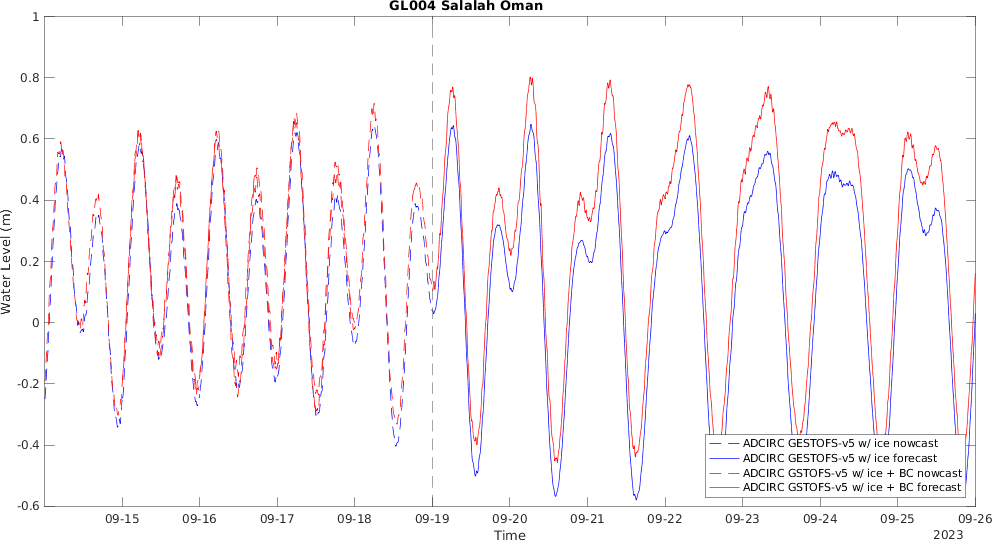 GL004 Salalah Oman
1
0.8
0.6
0.4
0.2
0
-0.2
-0.4
-0.6
Water Level (m)
ADCIRC GESTOFS-v5 w/ ice nowcast
ADCIRC GESTOFS-v5 w/ ice forecast
ADCIRC GSTOFS-v5 w/ ice + BC nowcast
ADCIRC GSTOFS-v5 w/ ice + BC forecast
09-15 09-16 09-17 09-18 09-19 09-20 09-21 09-22 09-23 09-24 09-25 09-26
Time
2023